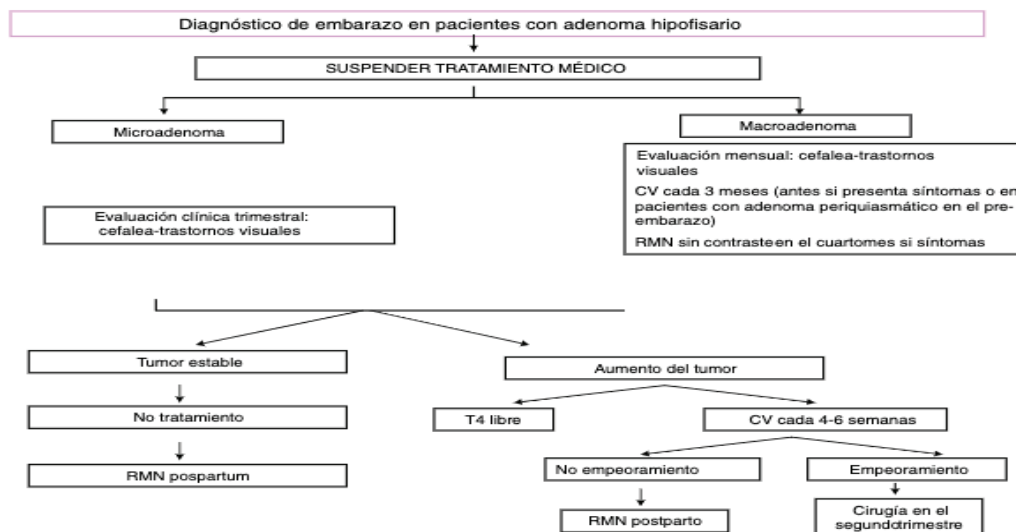 Diagnóstico de embarazo en pacientes con adenoma hipofisario
SUSPENDER TRATAMIENTO MÉDICO
Microadenoma
Macroadenoma
Evaluación clínica trimestral:
cefalea-trastornos visuales
Evaluación mensual: cefalea-trastornos
visuales
CV cada 3 meses (antes si presenta síntomas o en
pacientes con adenoma periquiasmático en el pre-
embarazo)
RMN sin contrasteen el cuartomes si síntomas
Tumor estable
Aumento del tumor
No tratamiento
T4 libre
CV cada 4-6 semanas
RMN pospartum
No empeoramiento
Empeoramiento
RMN postparto
Cirugía en el
segundotrimestre